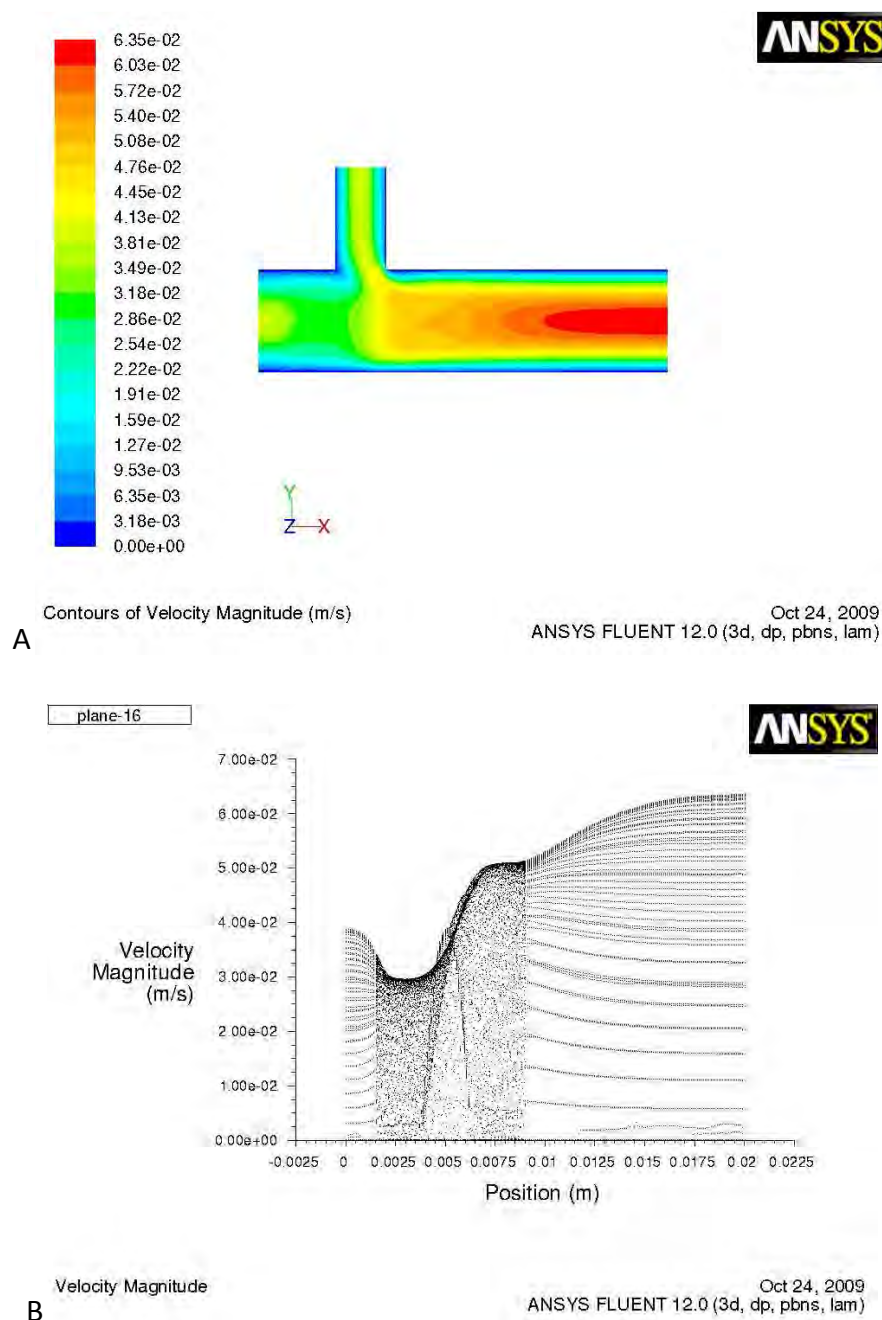 ANSYS
6.35e-02
6.03e-02
5.72e-02
5.40e-02
5.08e-02
4.76e-02
4.45e-02
4.13e-02
3.81e-02
3.49e-02
3.18e-02
2.86e-02
2.54e-02
2.22e-02
1.91e-02
1.59e-02
1.27e-02
9.53e-03
6.35e-03
3.18e-03
0.00e+00
Y
Z X
Contours of Velocity Magnitude (m/s)
Oct 24, 2009
ANSYS FLUENT 12.0 (3d, dp, pbns, lam)
A
plane-16
ANSYS
7.00e-02
6.00e-02
5.00e-02
4.00e-02
Velocity
Magnitude
(m/s)
3.00e-02
2.00e-02
1.00e-02
0.00e+00
-0.0025 0 0.0025 0.005 0.0075 0.01 0.0125 0.015 0.0175 0.02 0.0225
Position (m)
Velocity Magnitude
Oct 24, 2009
ANSYS FLUENT 12.0 (3d, dp, pbns, lam)
B